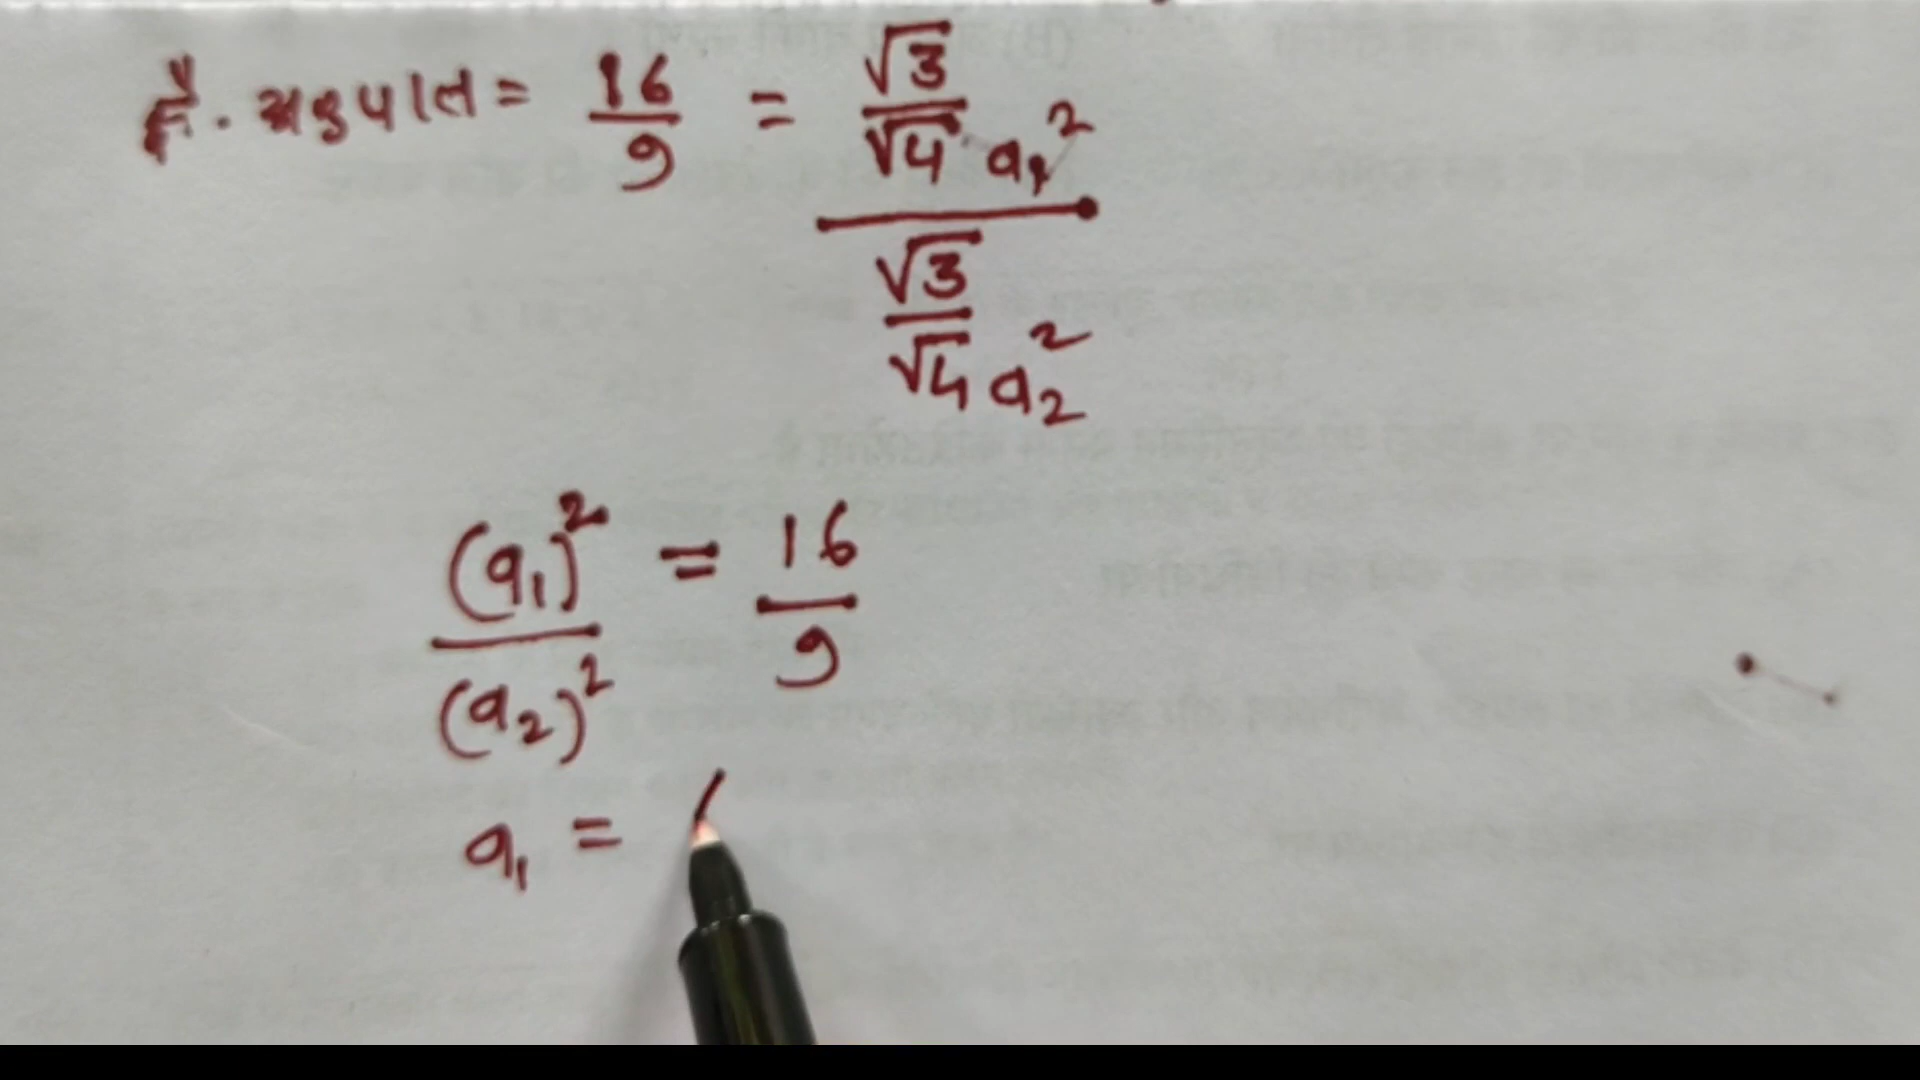 क्षे. अनुपात = 16/9 = √3/√4 a₁² / √3/√4 a₂²
(a₁)²/(a₂)² = 16/9
a₁ =